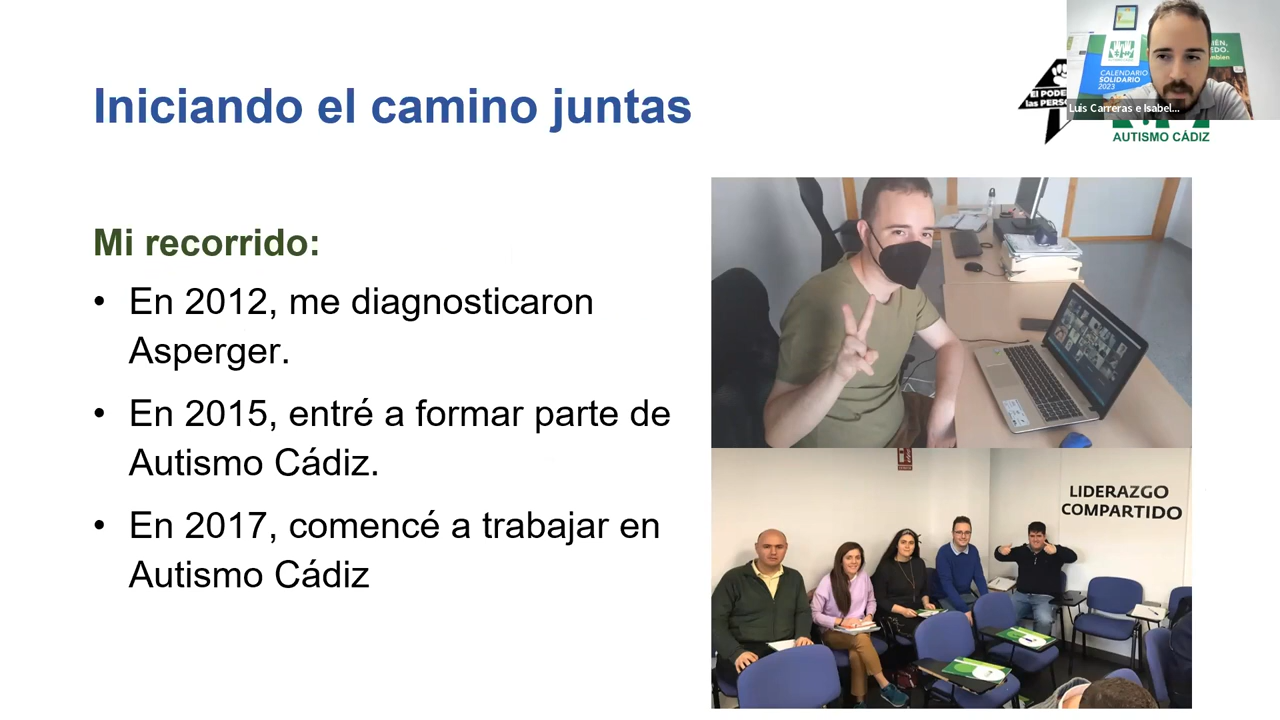 Iniciando el camino juntas
CALENDARIO
SOLIDARIO
2023
Luis Carreras e Isabel...
AUTISMO CÁDIZ
Mi recorrido:
• En 2012, me diagnosticaron
Asperger.
• En 2015, entré a formar parte de
Autismo Cádiz.
• En 2017, comencé a trabajar en
Autismo Cádiz
LIDERAZGO
COMPARTIDO